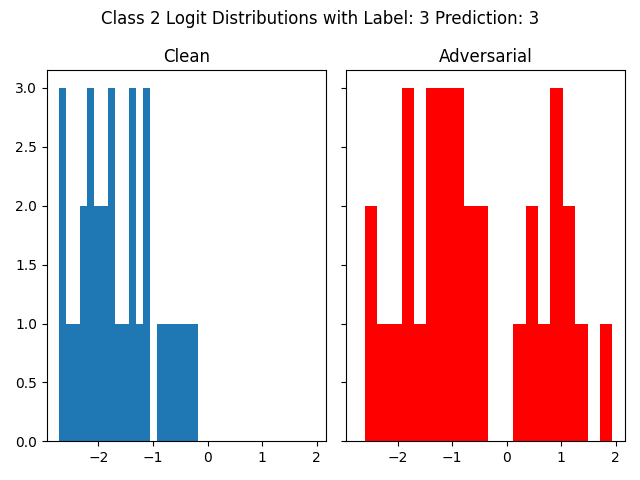 Class 2 Logit Distributions with Label: 3 Prediction: 3
Clean
Adversarial
3.0
2.5
2.0
1.5
1.0
0.5
0.0
−2 −1 0 1 2
−2 −1 0 1 2